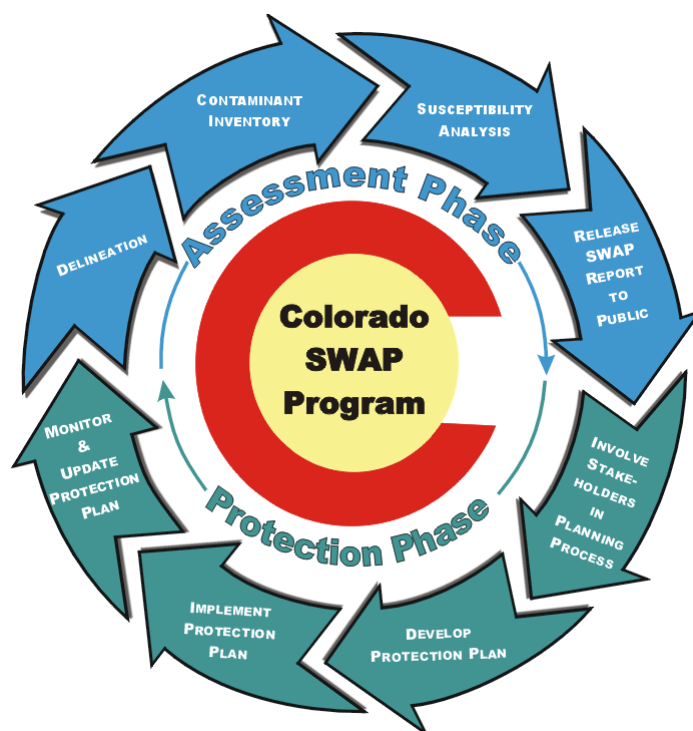 CONTAMINANT
INVENTORY
SUSCEPTIBILITY
ANALYSIS
RELEASE
SWAP
REPORT
TO
PUBLIC
INVOLVE
STAKE-
HOLDERS
IN
PLANNING
PROCESS
DEVELOP
PROTECTION PLAN
IMPLEMENT
PROTECTION
PLAN
MONITOR
&
UPDATE
PROTECTION
PLAN
DELINEATION
Assessment Phase
Colorado
SWAP
Program
Protection Phase